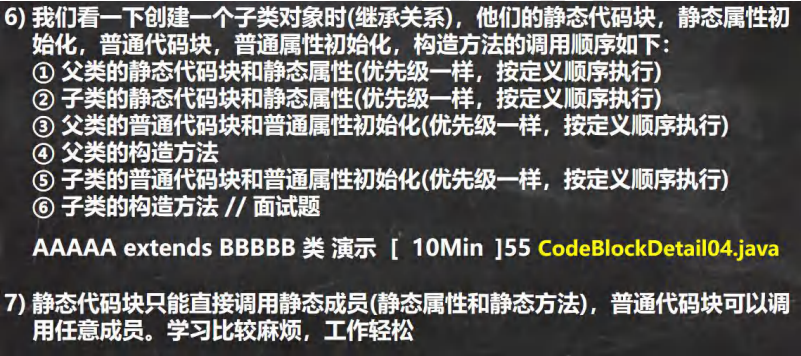 6) 我们看一下创建一个子类对象时(继承关系)，他们的静态代码块，静态属性初
始化，普通代码块，普通属性初始化，构造方法的调用顺序如下：
① 父类的静态代码块和静态属性(优先级一样，按定义顺序执行)
② 子类的静态代码块和静态属性(优先级一样，按定义顺序执行)
③ 父类的普通代码块和普通属性初始化(优先级一样，按定义顺序执行)
④ 父类的构造方法
⑤ 子类的普通代码块和普通属性初始化(优先级一样，按定义顺序执行)
⑥ 子类的构造方法 // 面试题
AAAAA extends BBBBB 类 演示 [ 10Min ]55 CodeBlockDetail04.java
7) 静态代码块只能直接调用静态成员(静态属性和静态方法)，普通代码块可以调
用任意成员。学习比较麻烦，工作轻松